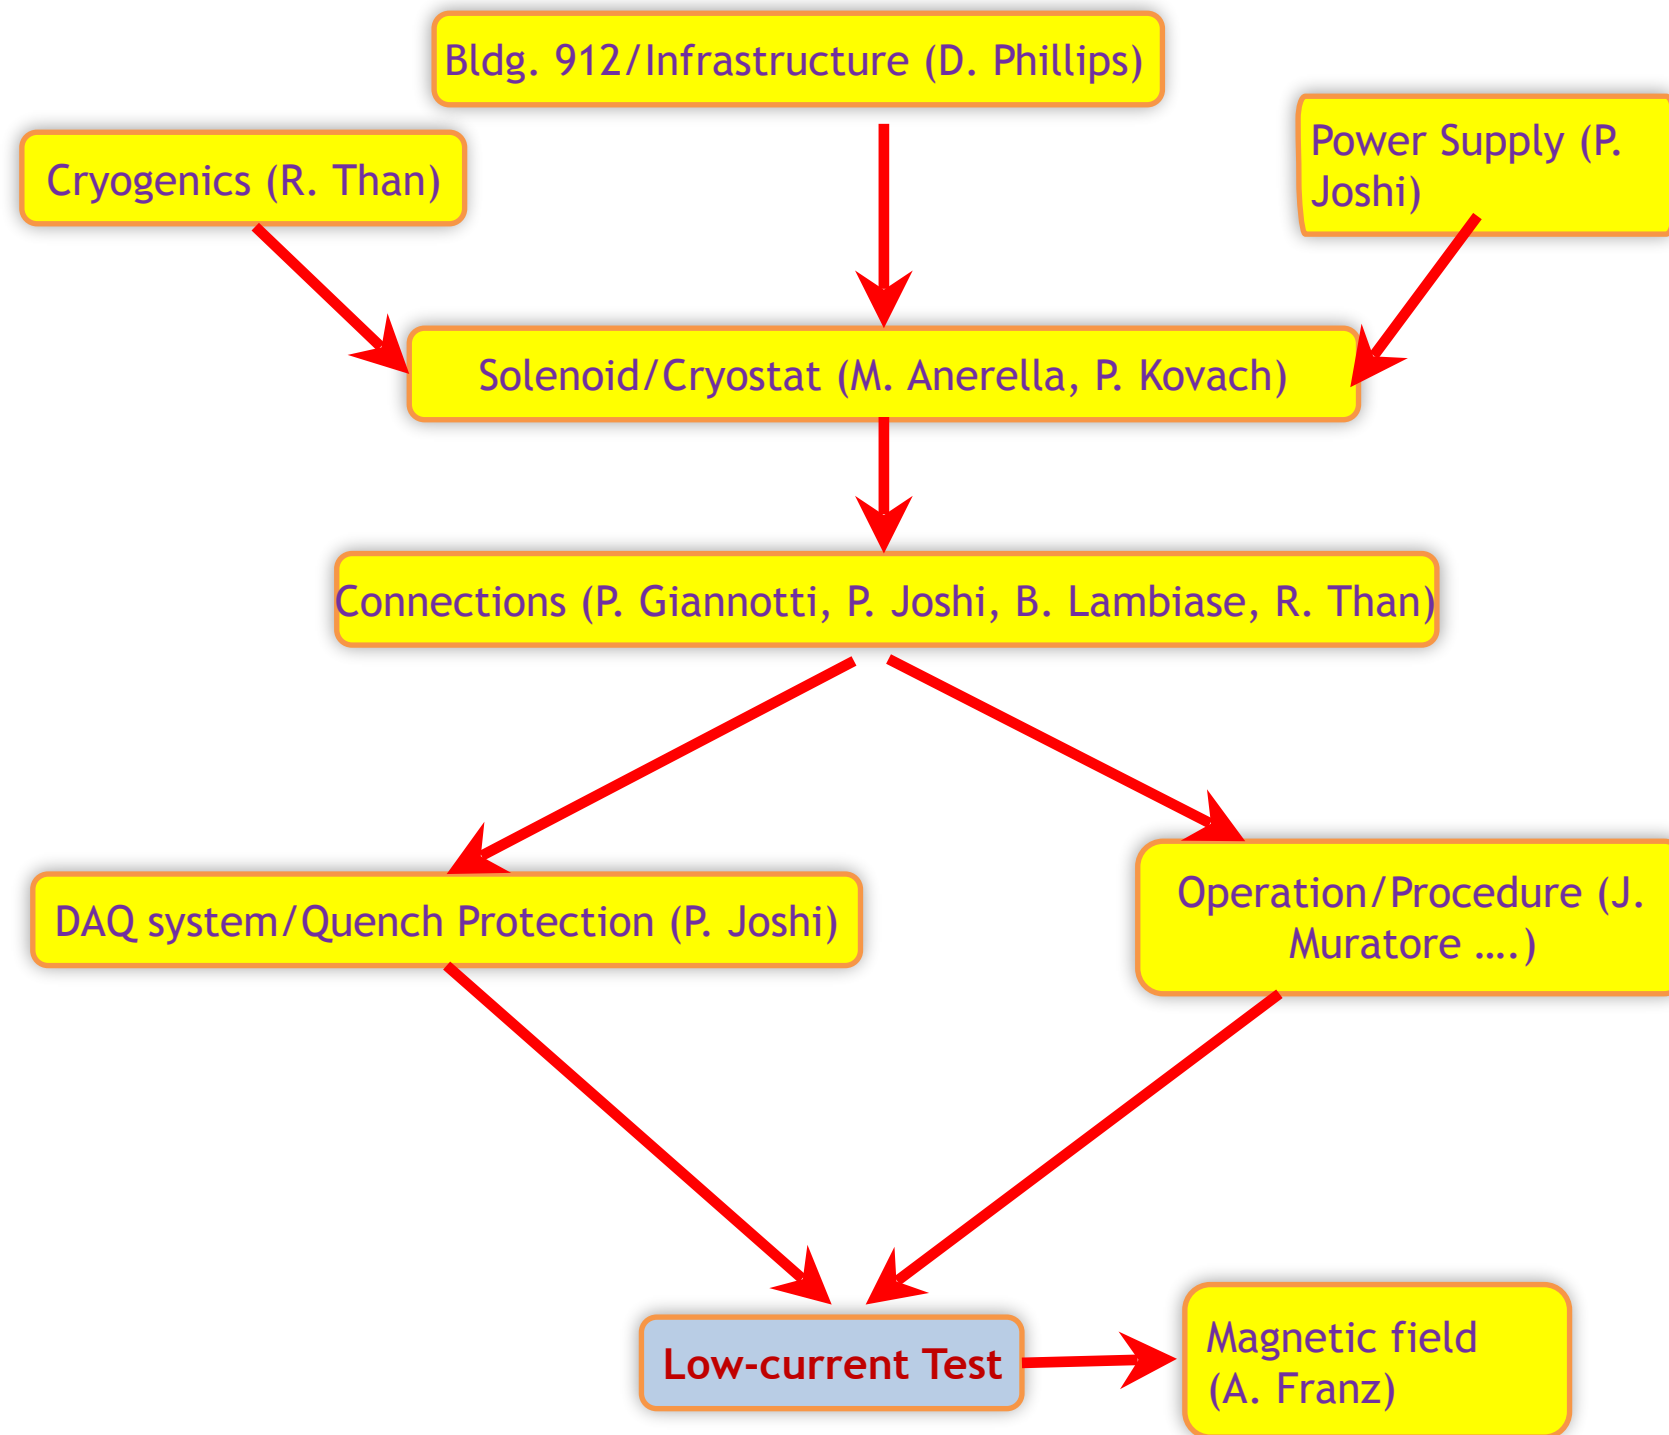 Bldg. 912/Infrastructure (D. Phillips)
Power Supply (P.
Joshi)
Cryogenics (R. Than)
Solenoid/Cryostat (M. Anerella, P. Kovach)
Connections (P. Giannotti, P. Joshi, B. Lambiase, R. Than)
DAQ system/Quench Protection (P. Joshi)
Operation/Procedure (J.
Muratore ....)
Low-current Test
Magnetic field
(A. Franz)